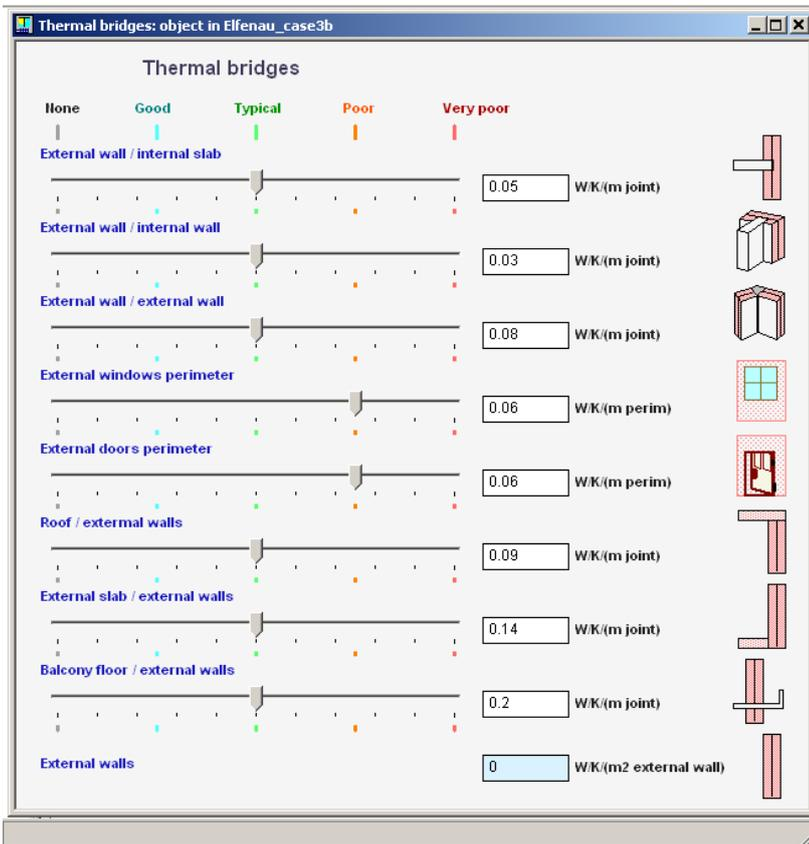 Thermal bridges: object in Elfenau_case3b
Thermal bridges
None Good Typical Poor Very poor
External wall / internal slab
0.05 W/K/(m joint)
External wall / internal wall
0.03 W/K/(m joint)
External wall / external wall
0.08 W/K/(m joint)
External windows perimeter
0.06 W/K/(m perim)
External doors perimeter
0.06 W/K/(m perim)
Roof / extermal walls
0.09 W/K/(m joint)
External slab / external walls
0.14 W/K/(m joint)
Balcony floor / external walls
0.2 W/K/(m joint)
External walls 0 W/K/(m2 external wall)